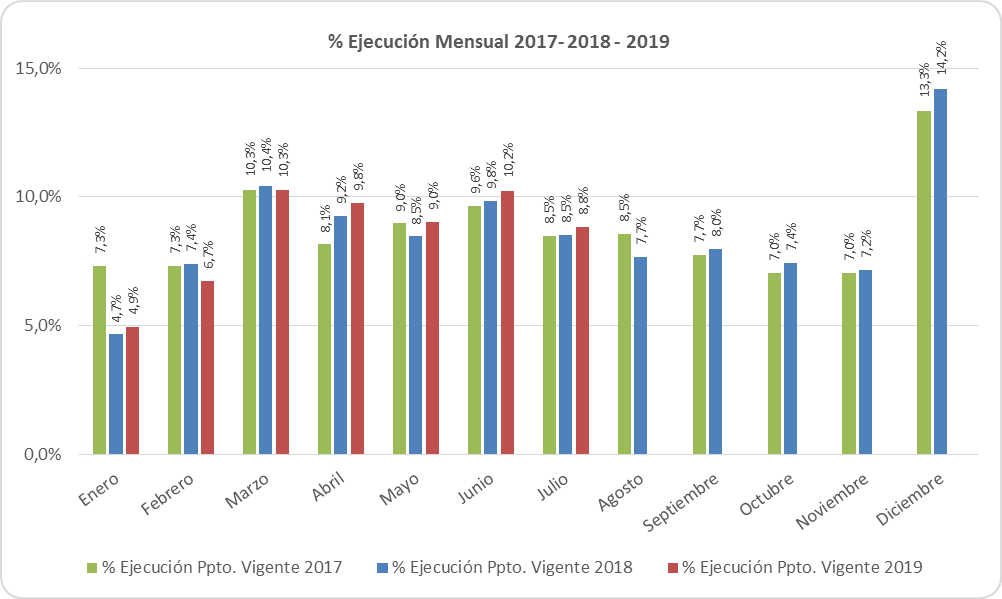 % Ejecución Mensual 2017- 2018 - 2019
15,0%
10,0%
5,0%
0,0%
7,3%
4,7%
4,9%
7,3%
7,4%
6,7%
10,3%
10,4%
10,3%
8,1%
9,2%
9,8%
9,0%
8,5%
9,0%
9,6%
9,8%
10,2%
8,5%
8,5%
8,8%
8,5%
7,7%
7,7%
8,0%
7,0%
7,4%
7,0%
7,2%
13,3%
14,2%
Enero
Febrero
Marzo
Abril
Mayo
Junio
Julio
Agosto
Septiembre
Octubre
Noviembre
Diciembre
% Ejecución Ppto. Vigente 2017
% Ejecución Ppto. Vigente 2018
% Ejecución Ppto. Vigente 2019